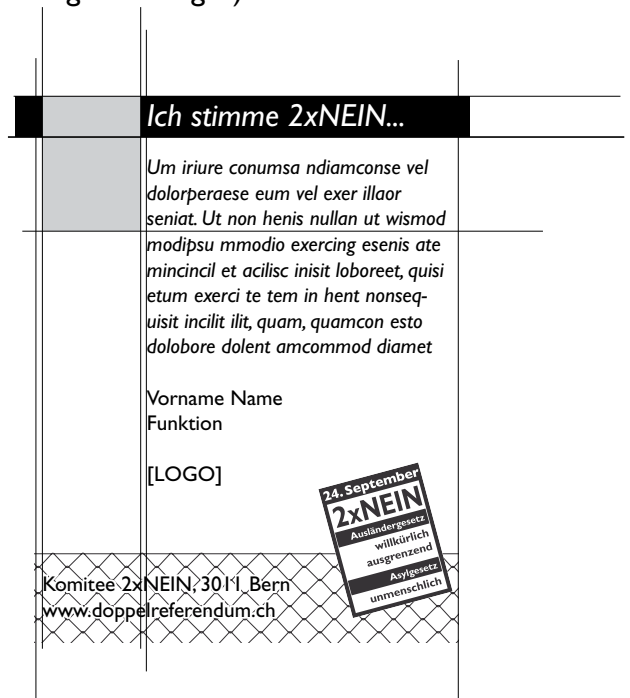 Ich stimme 2xNEIN...
Um iriure conumsa ndiamconse vel
dolorperaese eum vel exer illaor
seniat. Ut non henis nullan ut wismod
modipsu mmodio exercing esenis ate
mincincil et acilisc inisit loboreet, quisi
etum exerci te tem in hent nonseq-
uisit incilit ilit, quam, quamcon esto
dolobore dolent amcommod diamet
Vorname Name
Funktion
[LOGO]
24. September
2xNEIN
Ausländergesetz
willkürlich
ausgrenzend
Asylgesetz
unmenschlich
Komitee 2xNEIN, 3011 Bern
www.doppelreferendum.ch